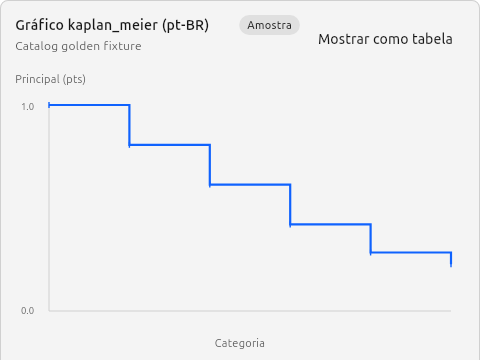 Gráfico kaplan_meier (pt-BR)
Amostra
Catalog golden fixture
Mostrar como tabela
Principal (pts)
1.0
0.0
Categoria